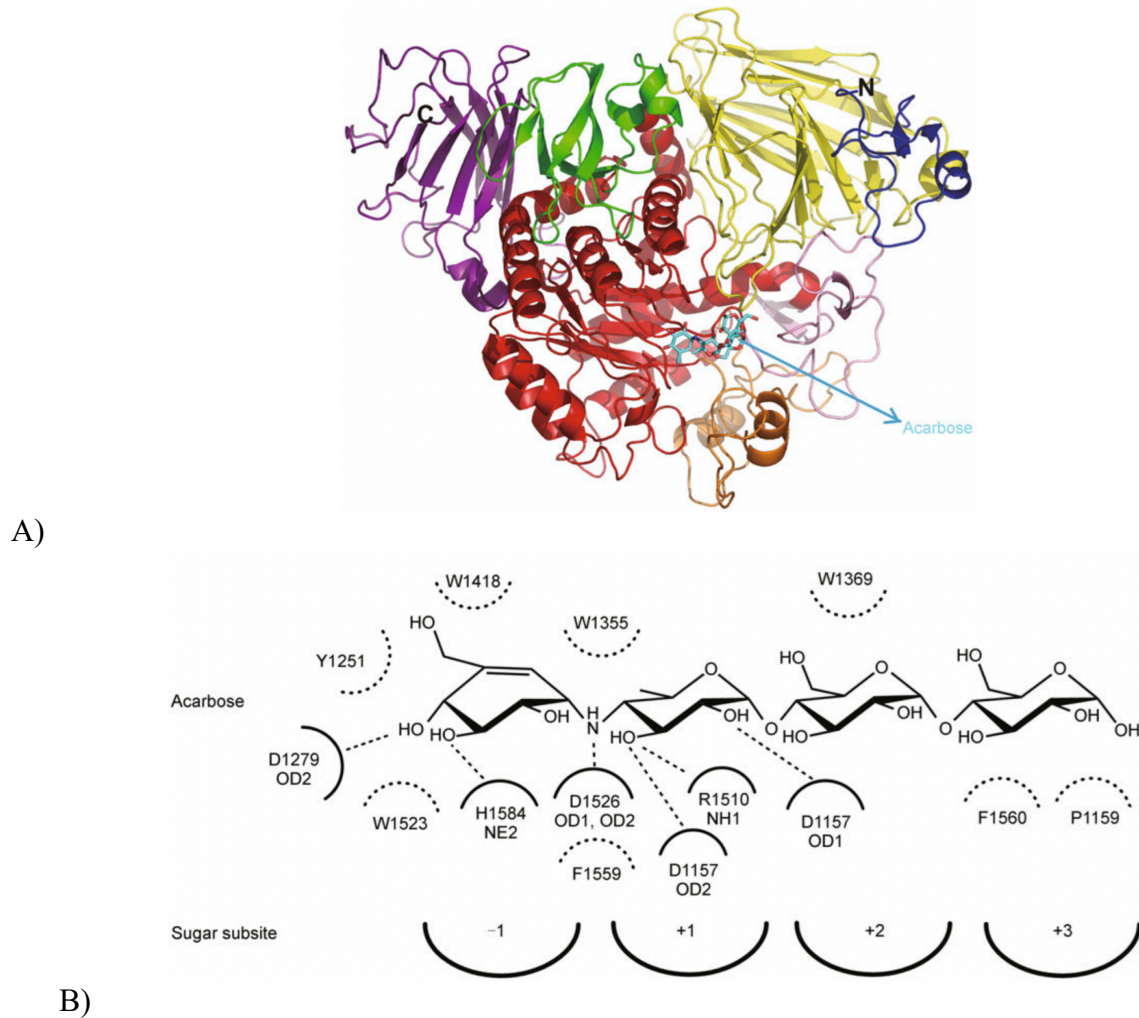 C
N
Acarbose
A)
W1418
W1369
HO
W1355
Y1251
HO
HO
O
O
O
Acarbose
HO
HO
OH
N
H
HO
OH
O
HO
OH
O
HO
OH
OH
D1279
OD2
W1523
H1584
NE2
D1526
OD1, OD2
R1510
NH1
D1157
OD1
F1560
P1159
F1559
D1157
OD2
Sugar subsite
−1
+1
+2
+3
B)